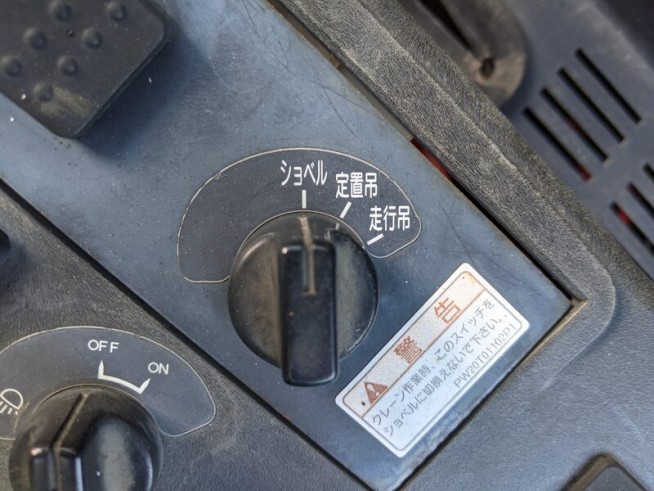 ショベル
定置吊
走行吊
OFF
ON
警告
クレーン作業時、このスイッチを
ショベルに切換えないで下さい。
PW20T01102P1